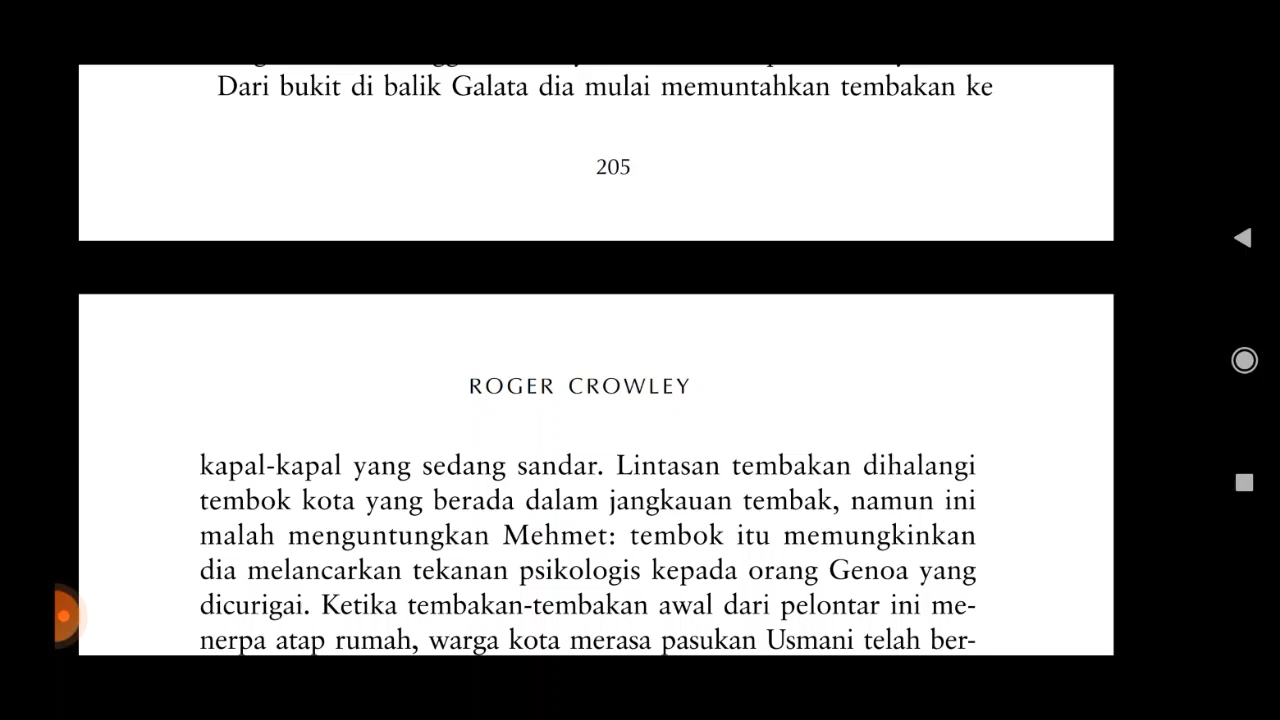 Dari bukit di balik Galata dia mulai memuntahkan tembakan ke
205
ROGER CROWLEY
kapal-kapal yang sedang sandar. Lintasan tembakan dihalangi
tembok kota yang berada dalam jangkauan tembak, namun ini
malah menguntungkan Mehmet: tembok itu memungkinkan
dia melancarkan tekanan psikologis kepada orang Genoa yang
dicurigai. Ketika tembakan-tembakan awal dari pelontar ini me-
nerpa atap rumah, warga kota merasa pasukan Usmani telah ber-